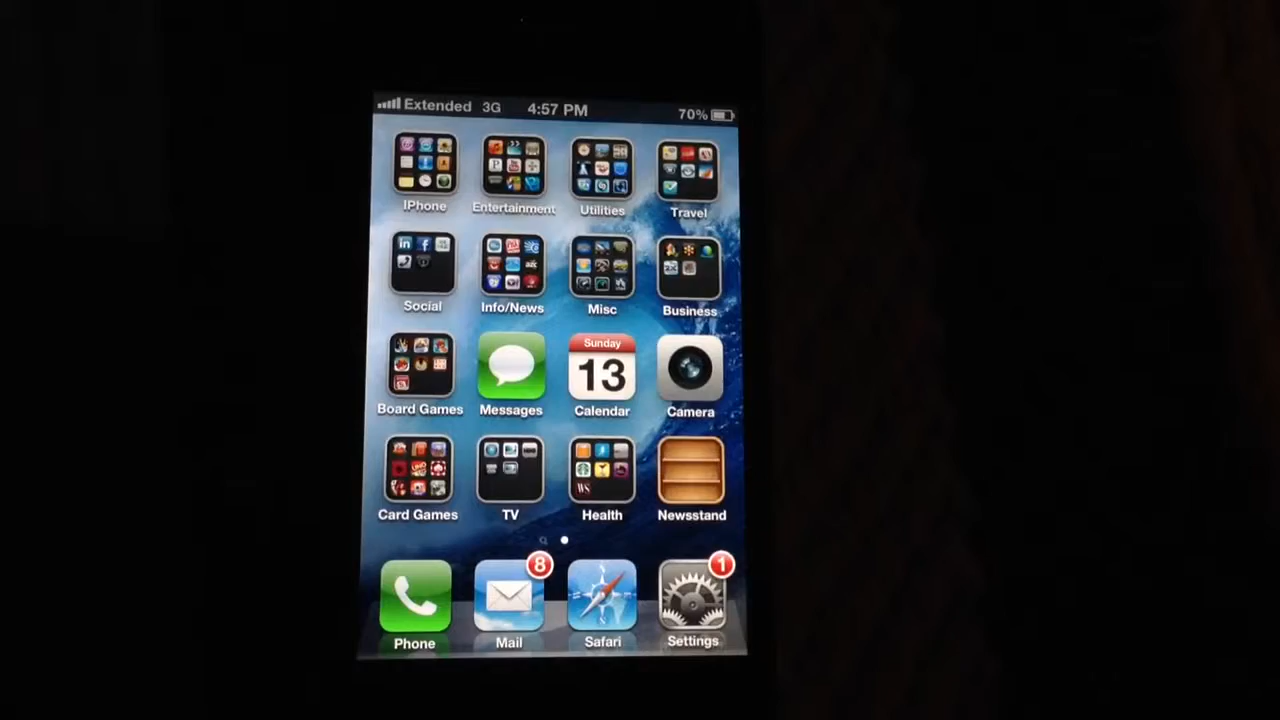 Extended 3G 4:57 PM 70%
IPhone Entertainment Utilities Travel
Social Info/News Misc Business
Sunday
13
Board Games Messages Calendar Camera
Card Games TV Health Newsstand
8 1
Phone Mail Safari Settings